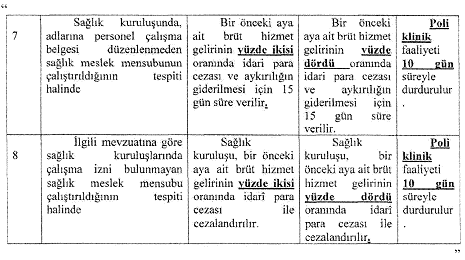 “
7
Sağlık kuruluşunda,
adlarına personel çalışma
belgesi düzenlenmeden
sağlık meslek mensubunun
çalıştırıldığının tespiti
halinde
Bir önceki aya
ait brüt hizmet
gelirinin yüzde ikisi
oranında idari para
cezası ve aykırılığın
giderilmesi için 15
gün süre verilir.
Bir önceki
aya ait brüt hizmet
gelirinin yüzde
dördü oranında
idari para cezası
ve aykırılığın
giderilmesi için
15 gün süre
verilir.
Poli
klinik
faaliyeti
10 gün
süreyle
durdurulur
.
8
İlgili mevzuatına göre
sağlık kuruluşlarında
çalışma izni bulunmayan
sağlık meslek mensubu
çalıştırıldığının tespiti
halinde
Sağlık
kuruluşu, bir önceki
aya ait brüt hizmet
gelirinin yüzde ikisi
oranında idarî para
cezası ile
cezalandırılır.
Sağlık
kuruluşu, bir
önceki aya ait brüt
hizmet gelirinin
yüzde dördü
oranında idarî
para cezası ile
cezalandırılır.
Poli
klinik
faaliyeti
10 gün
süreyle
durdurulur
.
”